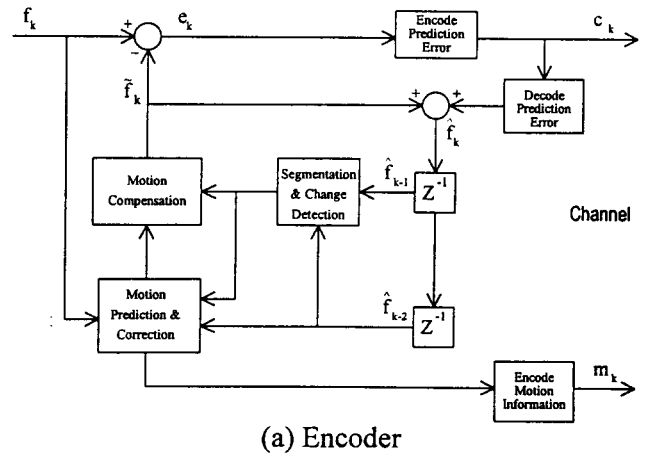 f_k
+
−
e_k
Encode
Prediction
Error
c_k
f̃_k
+
+
Decode
Prediction
Error
f̂_k
Motion
Compensation
Segmentation
& Change
Detection
f̂_k-1
Z^-1
Channel
Motion
Prediction &
Correction
f̂_k-2
Z^-1
Encode
Motion
Information
m_k
(a) Encoder